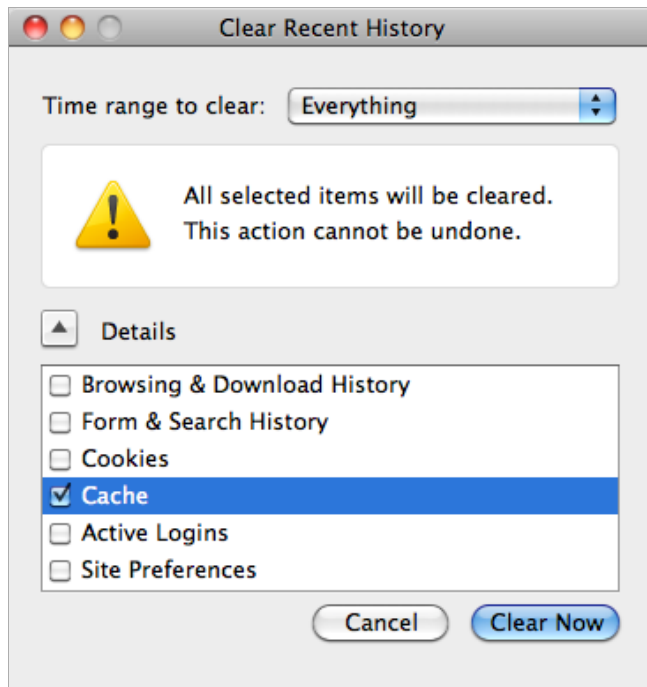 Clear Recent History
Time range to clear: Everything
All selected items will be cleared.
This action cannot be undone.
Details
Browsing & Download History
Form & Search History
Cookies
Cache
Active Logins
Site Preferences
Cancel Clear Now